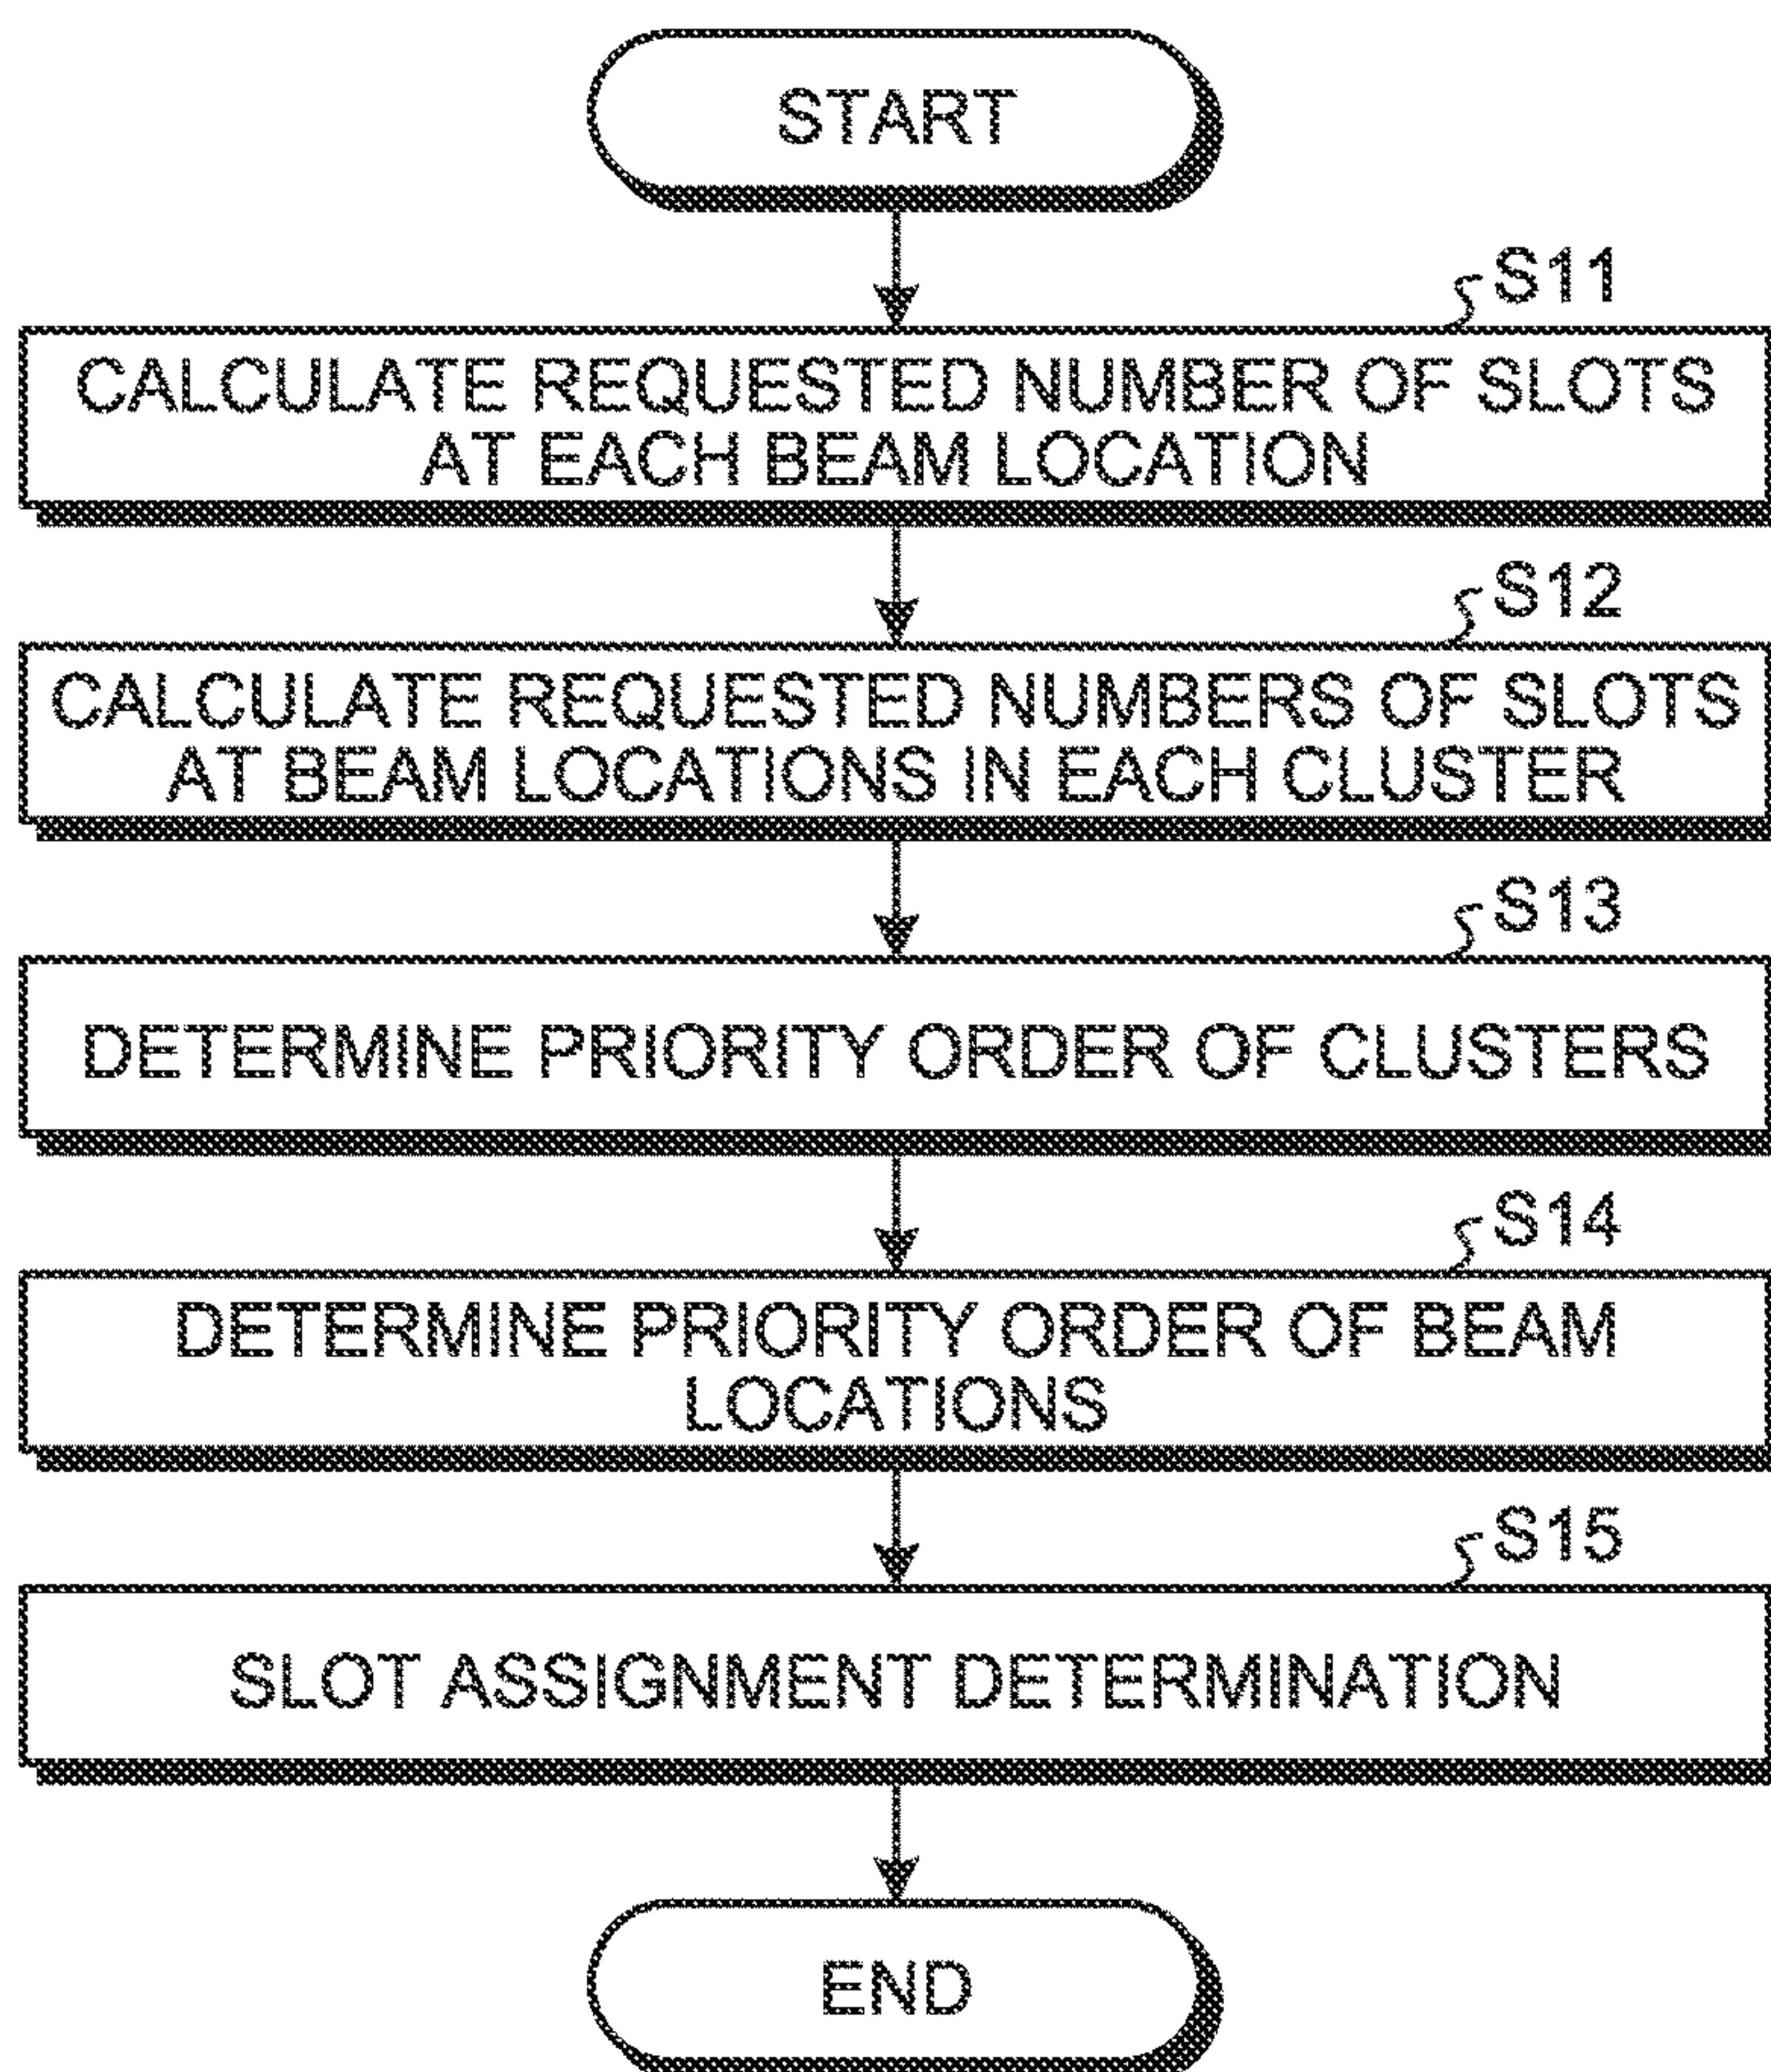 START
S11
CALCULATE REQUESTED NUMBER OF SLOTS
AT EACH BEAM LOCATION
S12
CALCULATE REQUESTED NUMBERS OF SLOTS
AT BEAM LOCATIONS IN EACH CLUSTER
S13
DETERMINE PRIORITY ORDER OF CLUSTERS
S14
DETERMINE PRIORITY ORDER OF BEAM
LOCATIONS
S15
SLOT ASSIGNMENT DETERMINATION
END